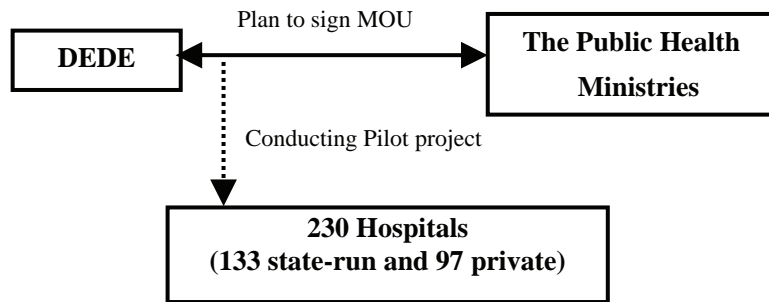 Plan to sign MOU
DEDE
The Public Health
Ministries
Conducting Pilot project
230 Hospitals
(133 state-run and 97 private)